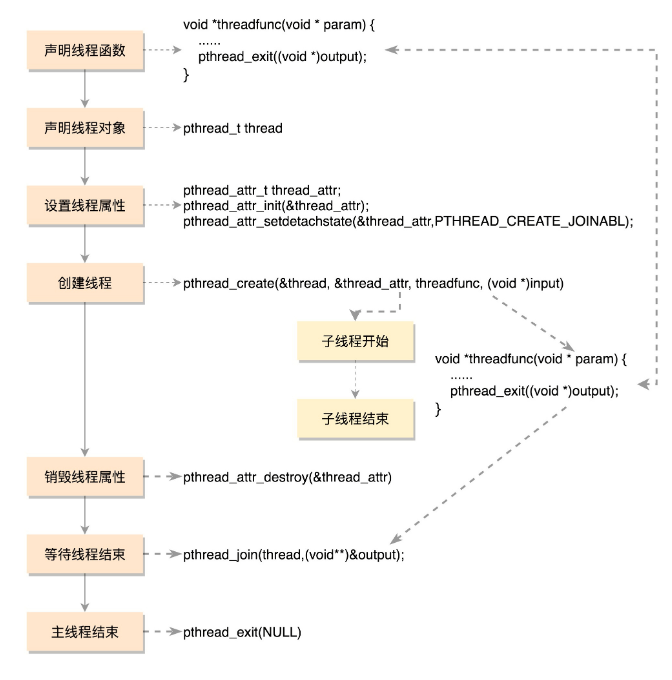 void *threadfunc(void * param) {
声明线程函数
......
pthread_exit((void *)output);
}
声明线程对象
pthread_t thread
设置线程属性
pthread_attr_t thread_attr;
pthread_attr_init(&thread_attr);
pthread_attr_setdetachstate(&thread_attr,PTHREAD_CREATE_JOINABL);
创建线程
pthread_create(&thread, &thread_attr, threadfunc, (void *)input)
子线程开始
void *threadfunc(void * param) {
......
pthread_exit((void *)output);
}
子线程结束
销毁线程属性
pthread_attr_destroy(&thread_attr)
等待线程结束
pthread_join(thread,(void**)&output);
主线程结束
pthread_exit(NULL)